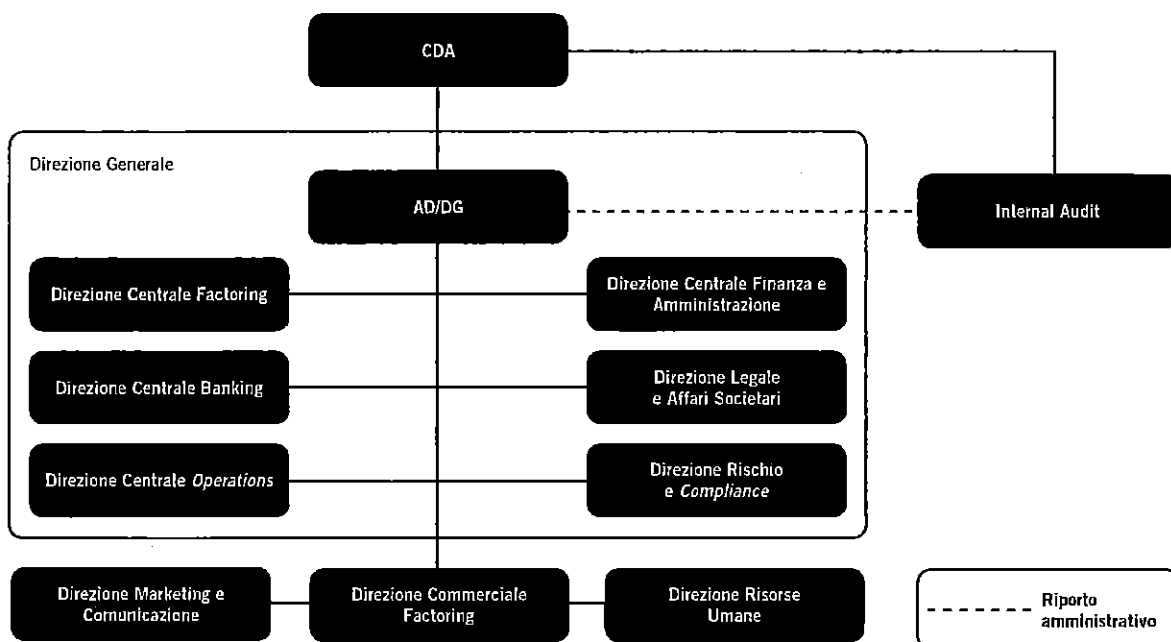 CDA
Direzione Generale
AD/DG
Internal Audit
Direzione Centrale Factoring
Direzione Centrale Finanza e
Amministrazione
Direzione Centrale Banking
Direzione Legale
e Affari Societari
Direzione Centrale Operations
Direzione Rischio
e Compliance
Direzione Marketing e
Comunicazione
Direzione Commerciale
Factoring
Direzione Risorse
Umane
Riporto
amministrativo